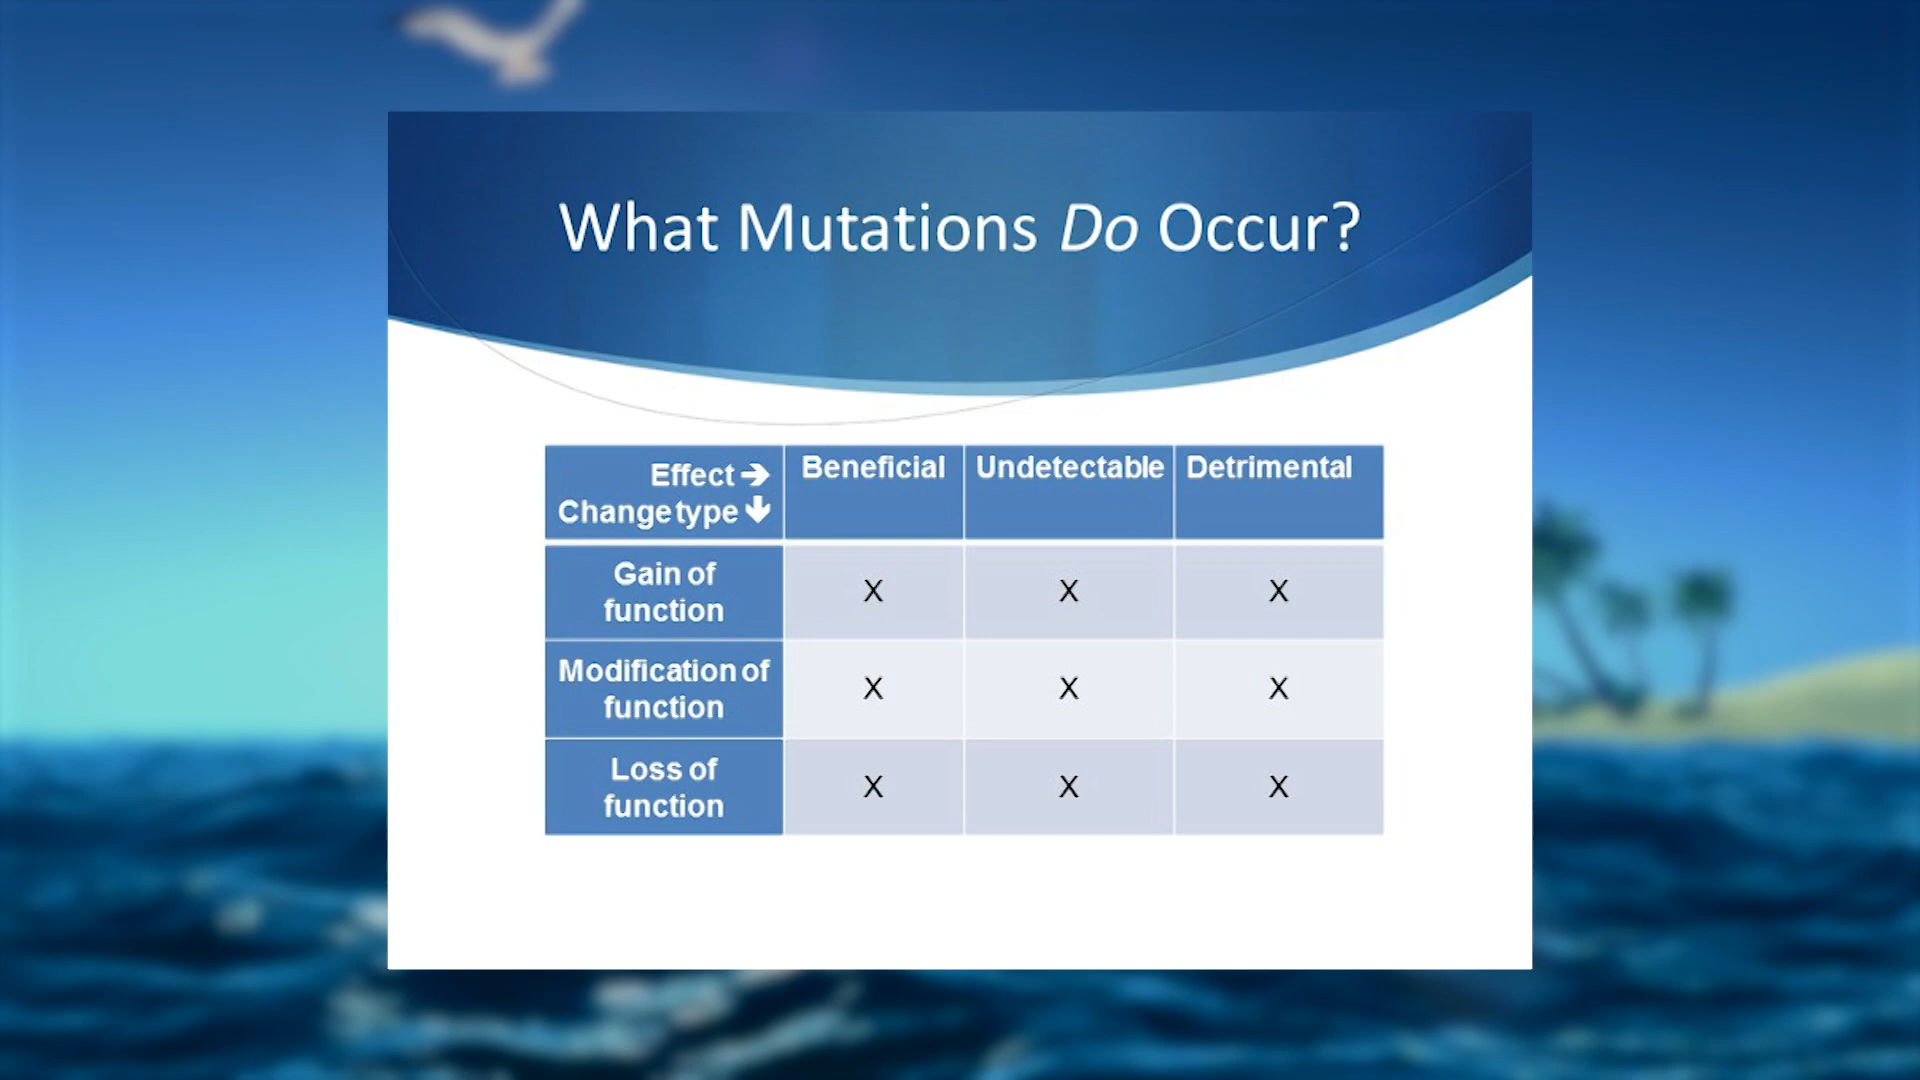 What Mutations Do Occur?
Effect → Beneficial Undetectable Detrimental
Change type ↓
Gain of
function
X X X
Modification of
function
X X X
Loss of
function
X X X